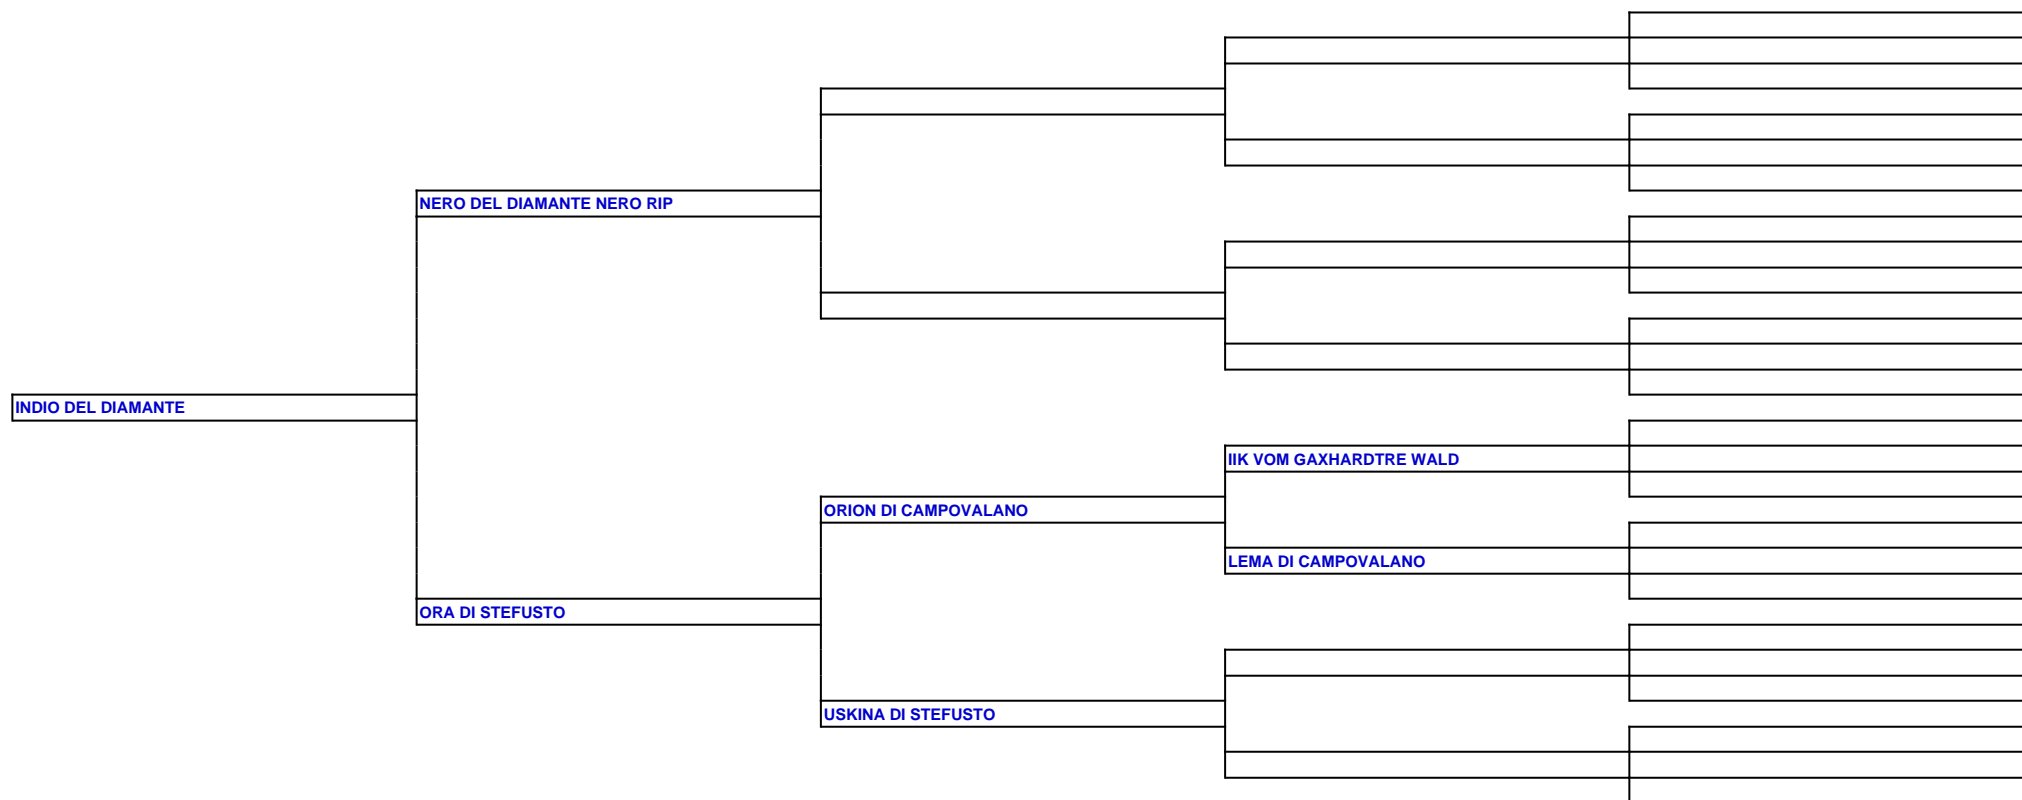 NERO DEL DIAMANTE NERO RIP
INDIO DEL DIAMANTE
IIK VOM GAXHARDTRE WALD
ORION DI CAMPOVALANO
LEMA DI CAMPOVALANO
ORA DI STEFUSTO
USKINA DI STEFUSTO